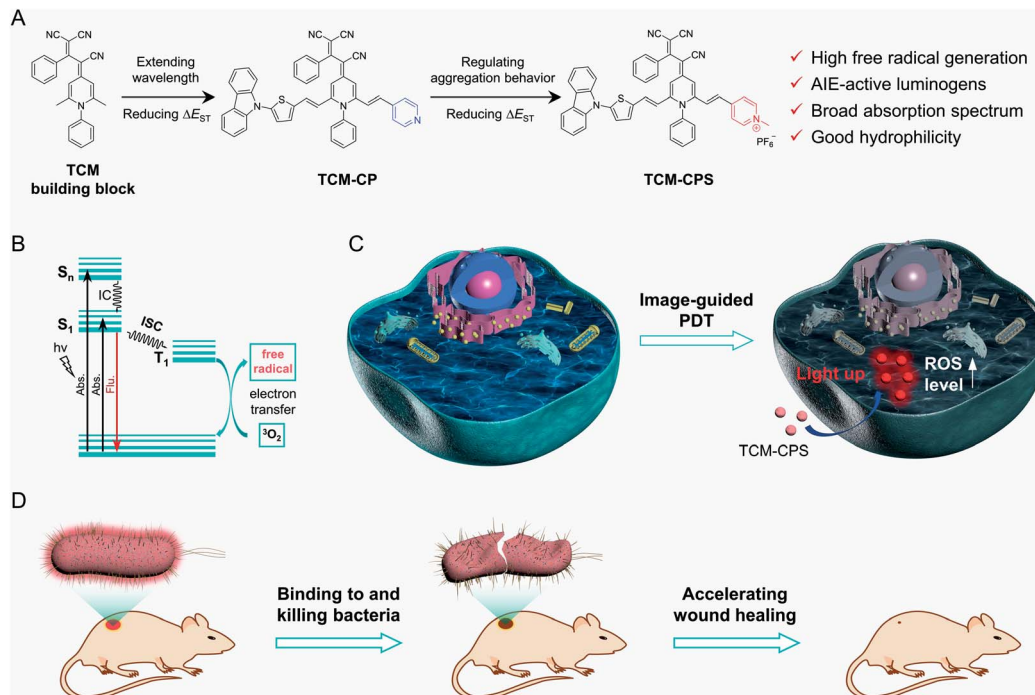 A
NC CN
CN
N
Extending
wavelength
Reducing ΔE_ST
TCM
building block
NC CN
CN
N
S
N
N
TCM-CP
Regulating
aggregation behavior
Reducing ΔE_ST
NC CN
CN
N
S
N
N
⊕
PF₆⁻
TCM-CPS
✓ High free radical generation
✓ AIE-active luminogens
✓ Broad absorption spectrum
✓ Good hydrophilicity
B
Sn
IC
S1
ISC
hν
T1
Abs.
Abs.
Flu.
free
radical
electron
transfer
³O₂
C
Image-guided
PDT
Light up
ROS
level
TCM-CPS
D
Binding to and
killing bacteria
Accelerating
wound healing